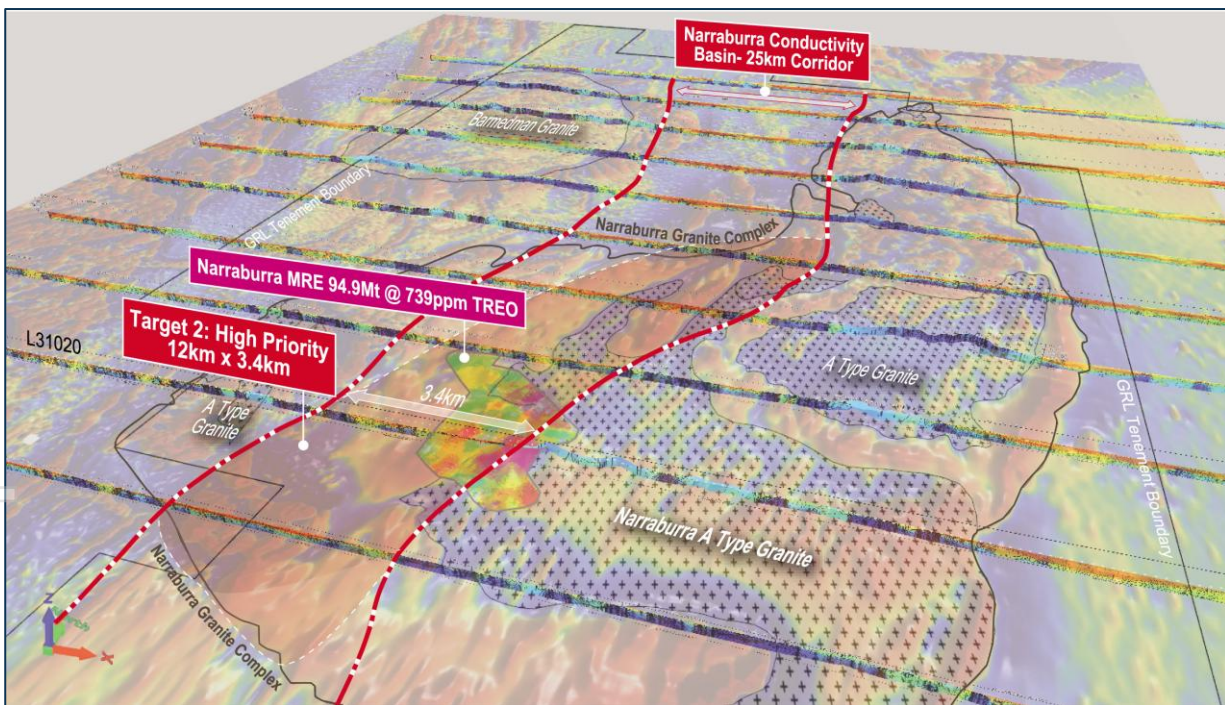 Narraburra Conductivity
Basin- 25km Corridor
Barmedman Granite
GRL Tenement Boundary
Narraburra Granite Complex
Narraburra MRE 94.9Mt @ 739ppm TREO
Target 2: High Priority
12km x 3.4km
L31020
3.4km
A Type Granite
A Type
Granite
GRL Tenement Boundary
Narraburra A Type Granite
Narraburra Granite Complex
Z
X